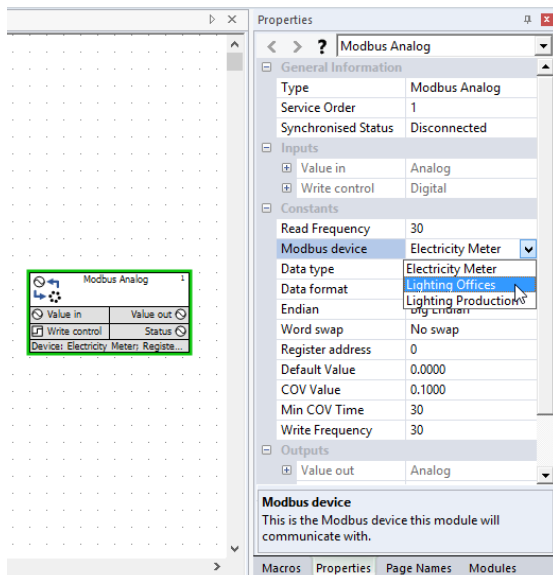 Properties
Modbus Analog
General Information
Type Modbus Analog
Service Order 1
Synchronised Status Disconnected
Inputs
Value in Analog
Write control Digital
Constants
Read Frequency 30
Modbus device Electricity Meter
Data type Electricity Meter
Data format Lighting Offices
Lighting Production
Endian Big Endian
Word swap No swap
Register address 0
Default Value 0.0000
COV Value 0.1000
Min COV Time 30
Write Frequency 30
Outputs
Value out Analog
Modbus device
This is the Modbus device this module will
communicate with.
Macros Properties Page Names Modules
Modbus Analog 1
Value in Value out
Write control Status
Device: Electricity Meter; Registe...